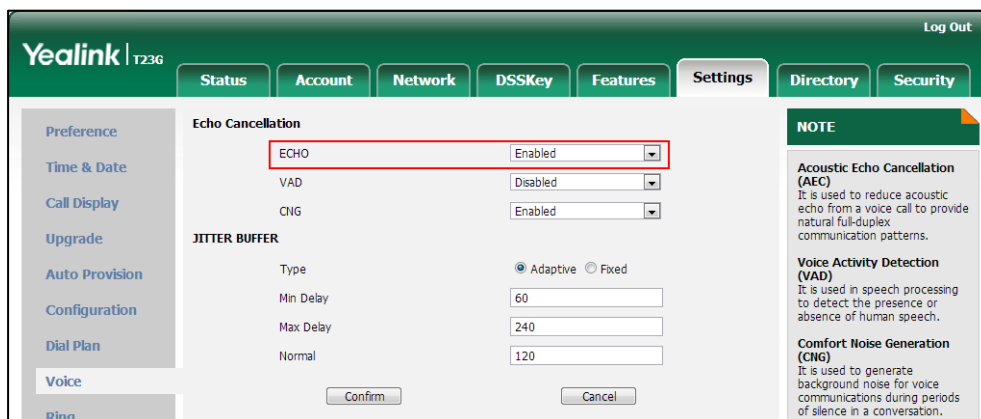 Log Out
Yealink T23G
Status Account Network DSSKey Features Settings Directory Security
Preference
Time & Date
Call Display
Upgrade
Auto Provision
Configuration
Dial Plan
Voice
Ring
Echo Cancellation
ECHO Enabled
VAD Disabled
CNG Enabled
JITTER BUFFER
Type Adaptive Fixed
Min Delay 60
Max Delay 240
Normal 120
Confirm Cancel
NOTE
Acoustic Echo Cancellation
(AEC)
It is used to reduce acoustic
echo from a voice call to provide
natural full-duplex
communication patterns.
Voice Activity Detection
(VAD)
It is used in speech processing
to detect the presence or
absence of human speech.
Comfort Noise Generation
(CNG)
It is used to generate
background noise for voice
communications during periods
of silence in a conversation.